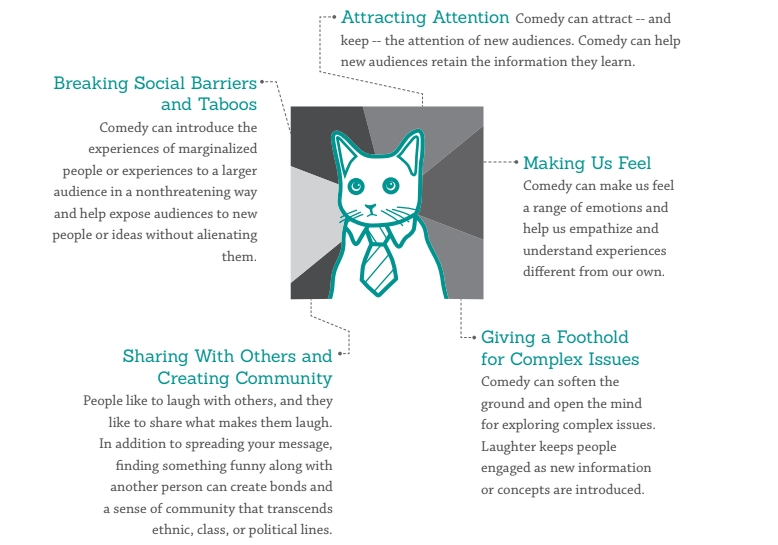 Attracting Attention Comedy can attract -- and
keep -- the attention of new audiences. Comedy can help
new audiences retain the information they learn.
Breaking Social Barriers
and Taboos
Comedy can introduce the
experiences of marginalized
people or experiences to a larger
audience in a nonthreatening way
and help expose audiences to new
people or ideas without alienating
them.
Making Us Feel
Comedy can make us feel
a range of emotions and
help us empathize and
understand experiences
different from our own.
Sharing With Others and
Creating Community
People like to laugh with others, and they
like to share what makes them laugh.
In addition to spreading your message,
finding something funny along with
another person can create bonds and
a sense of community that transcends
ethnic, class, or political lines.
Giving a Foothold
for Complex Issues
Comedy can soften the
ground and open the mind
for exploring complex issues.
Laughter keeps people
engaged as new information
or concepts are introduced.